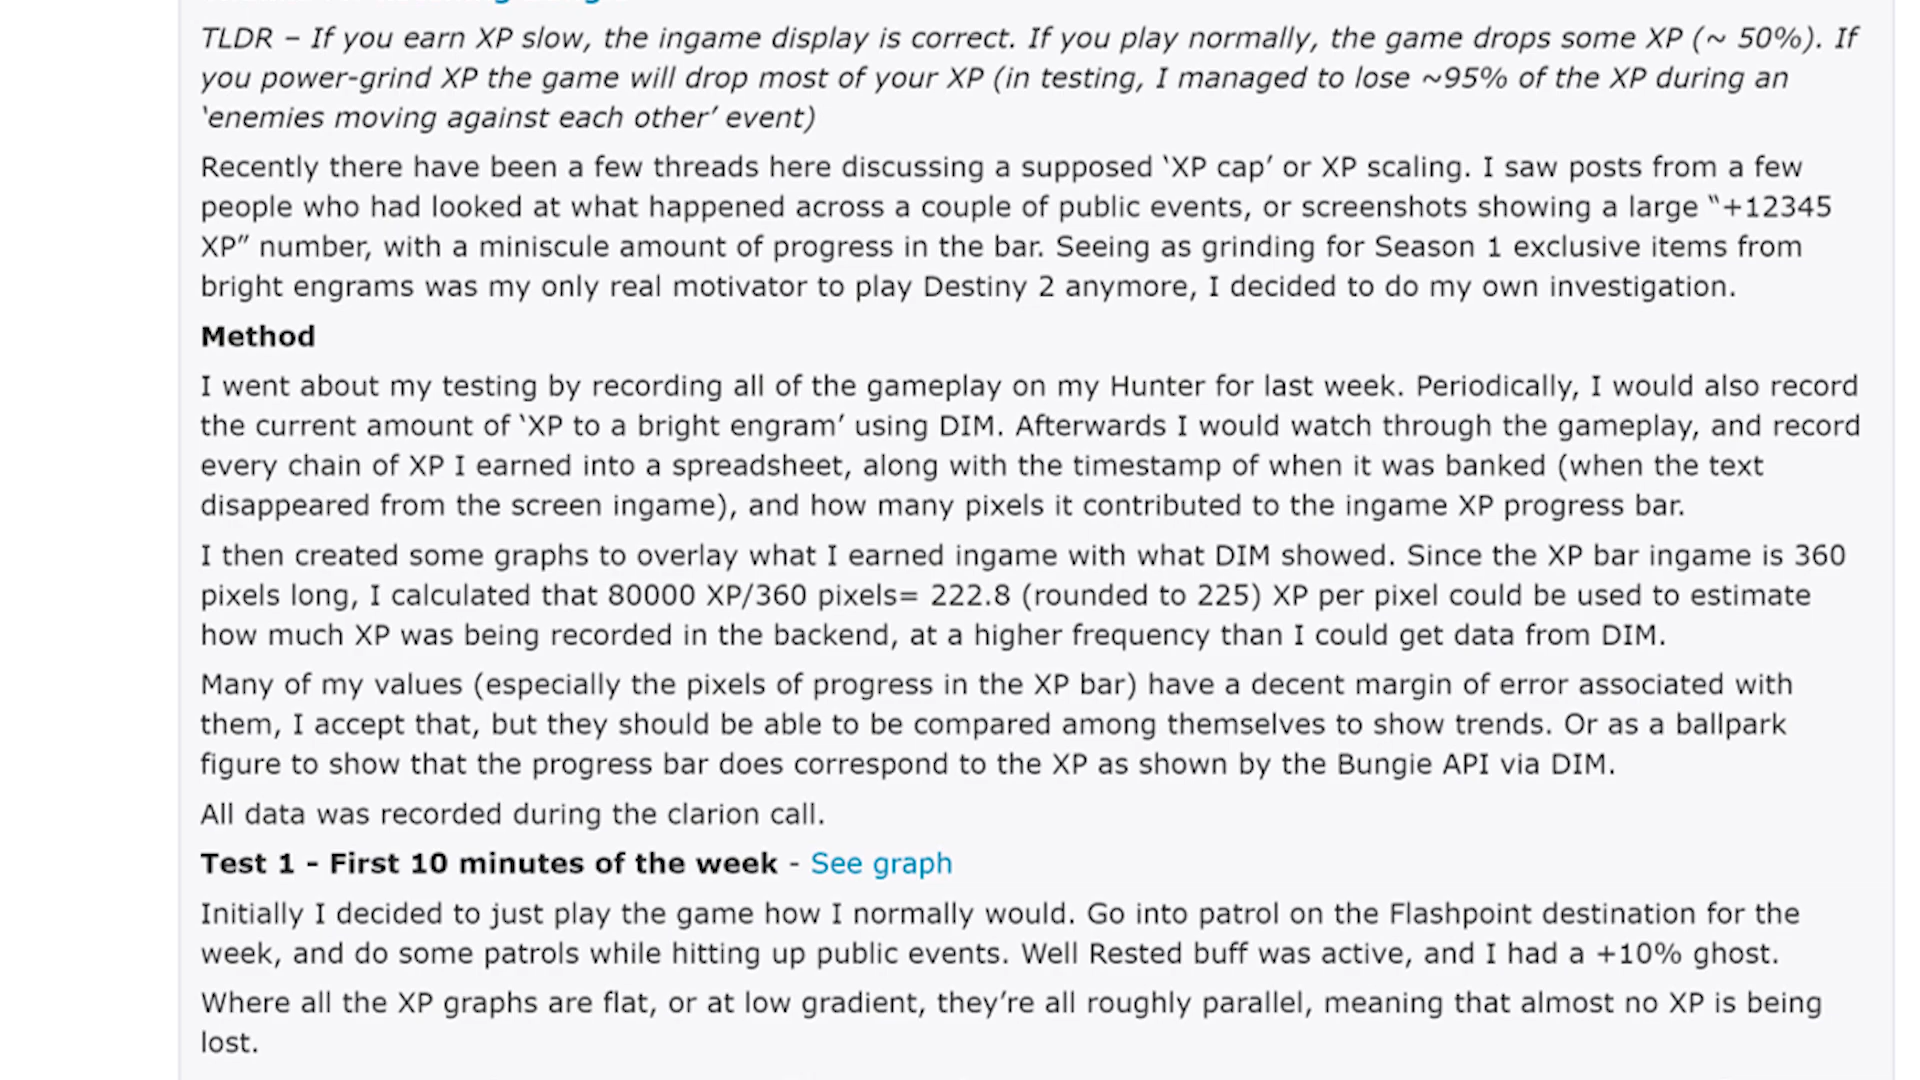 TLDR – If you earn XP slow, the ingame display is correct. If you play normally, the game drops some XP (~ 50%). If
you power-grind XP the game will drop most of your XP (in testing, I managed to lose ~95% of the XP during an
‘enemies moving against each other’ event)
Recently there have been a few threads here discussing a supposed ‘XP cap’ or XP scaling. I saw posts from a few
people who had looked at what happened across a couple of public events, or screenshots showing a large “+12345
XP” number, with a miniscule amount of progress in the bar. Seeing as grinding for Season 1 exclusive items from
bright engrams was my only real motivator to play Destiny 2 anymore, I decided to do my own investigation.
Method
I went about my testing by recording all of the gameplay on my Hunter for last week. Periodically, I would also record
the current amount of ‘XP to a bright engram’ using DIM. Afterwards I would watch through the gameplay, and record
every chain of XP I earned into a spreadsheet, along with the timestamp of when it was banked (when the text
disappeared from the screen ingame), and how many pixels it contributed to the ingame XP progress bar.
I then created some graphs to overlay what I earned ingame with what DIM showed. Since the XP bar ingame is 360
pixels long, I calculated that 80000 XP/360 pixels= 222.8 (rounded to 225) XP per pixel could be used to estimate
how much XP was being recorded in the backend, at a higher frequency than I could get data from DIM.
Many of my values (especially the pixels of progress in the XP bar) have a decent margin of error associated with
them, I accept that, but they should be able to be compared among themselves to show trends. Or as a ballpark
figure to show that the progress bar does correspond to the XP as shown by the Bungie API via DIM.
All data was recorded during the clarion call.
Test 1 - First 10 minutes of the week - See graph
Initially I decided to just play the game how I normally would. Go into patrol on the Flashpoint destination for the
week, and do some patrols while hitting up public events. Well Rested buff was active, and I had a +10% ghost.
Where all the XP graphs are flat, or at low gradient, they’re all roughly parallel, meaning that almost no XP is being
lost.